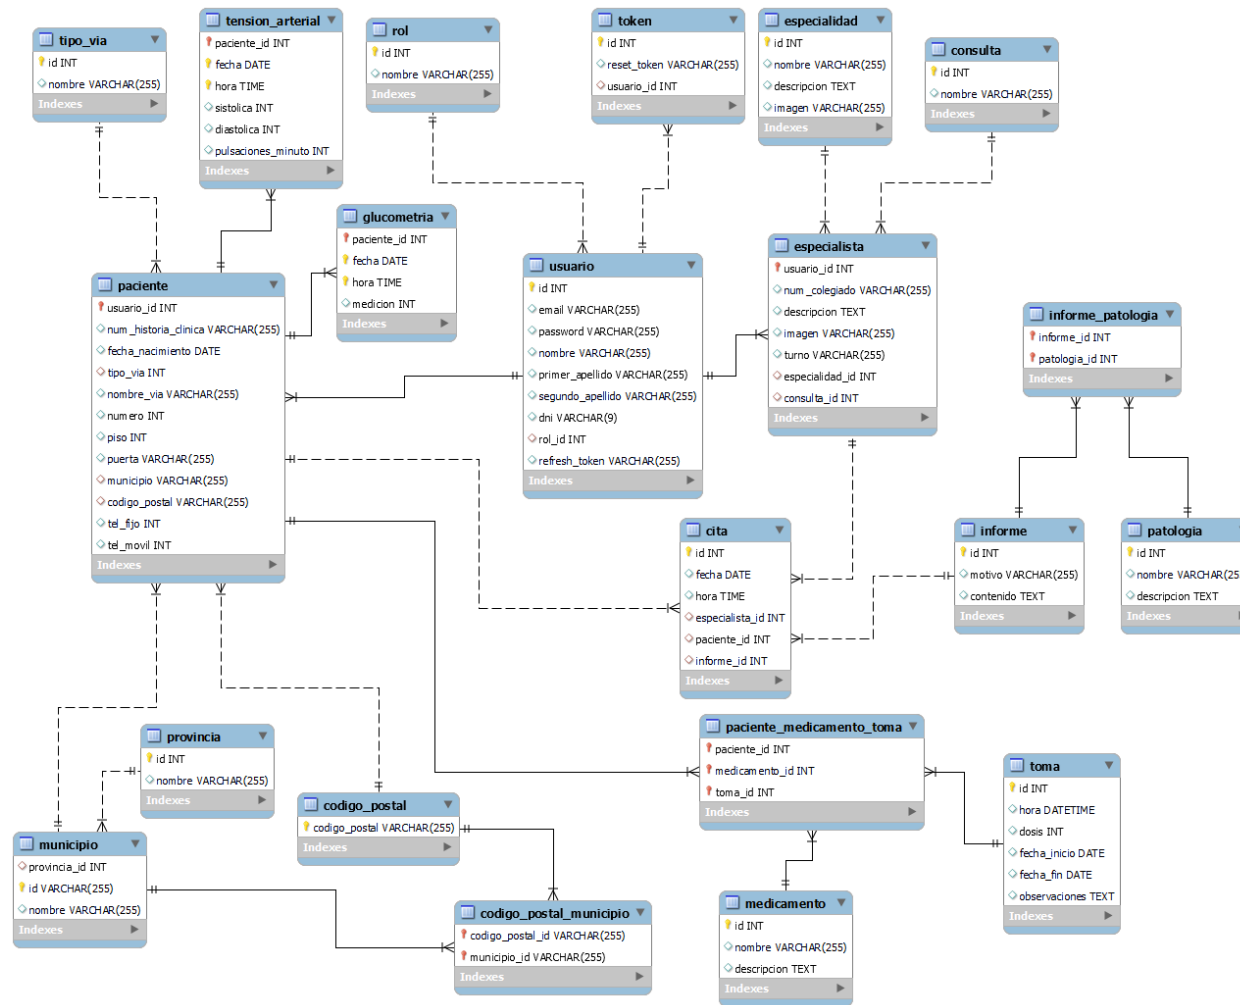 tipo_via
id INT
nombre VARCHAR(255)
Indexes
tension_arterial
paciente_id INT
fecha DATE
hora TIME
sistolica INT
diastolica INT
pulsaciones_minuto INT
Indexes
rol
id INT
nombre VARCHAR(255)
Indexes
token
id INT
reset_token VARCHAR(255)
usuario_id INT
Indexes
especialidad
id INT
nombre VARCHAR(255)
descripcion TEXT
imagen VARCHAR(255)
Indexes
consulta
id INT
nombre VARCHAR(255)
Indexes
glucometria
paciente_id INT
fecha DATE
hora TIME
medicion INT
Indexes
paciente
usuario_id INT
num_historia_clinica VARCHAR(255)
fecha_nacimiento DATE
tipo_via INT
nombre_via VARCHAR(255)
numero INT
piso INT
puerta VARCHAR(255)
municipio VARCHAR(255)
codigo_postal VARCHAR(255)
tel_fijo INT
tel_movil INT
Indexes
usuario
id INT
email VARCHAR(255)
password VARCHAR(255)
nombre VARCHAR(255)
primer_apellido VARCHAR(255)
segundo_apellido VARCHAR(255)
dni VARCHAR(9)
rol_id INT
refresh_token VARCHAR(255)
Indexes
especialista
usuario_id INT
num_colegiado VARCHAR(255)
descripcion TEXT
imagen VARCHAR(255)
turno VARCHAR(255)
especialidad_id INT
consulta_id INT
Indexes
informe_patologia
informe_id INT
patologia_id INT
Indexes
cita
id INT
fecha DATE
hora TIME
especialista_id INT
paciente_id INT
informe_id INT
Indexes
informe
id INT
motivo VARCHAR(255)
contenido TEXT
Indexes
patologia
id INT
nombre VARCHAR(25
descripcion TEXT
Indexes
provincia
id INT
nombre VARCHAR(255)
Indexes
codigo_postal
codigo_postal VARCHAR(255)
Indexes
municipio
provincia_id INT
id VARCHAR(255)
nombre VARCHAR(255)
Indexes
codigo_postal_municipio
codigo_postal_id VARCHAR(255)
municipio_id VARCHAR(255)
Indexes
paciente_medicamento_toma
paciente_id INT
medicamento_id INT
toma_id INT
Indexes
toma
id INT
hora DATETIME
dosis INT
fecha_inicio DATE
fecha_fin DATE
observaciones TEXT
Indexes
medicamento
id INT
nombre VARCHAR(255)
descripcion TEXT
Indexes